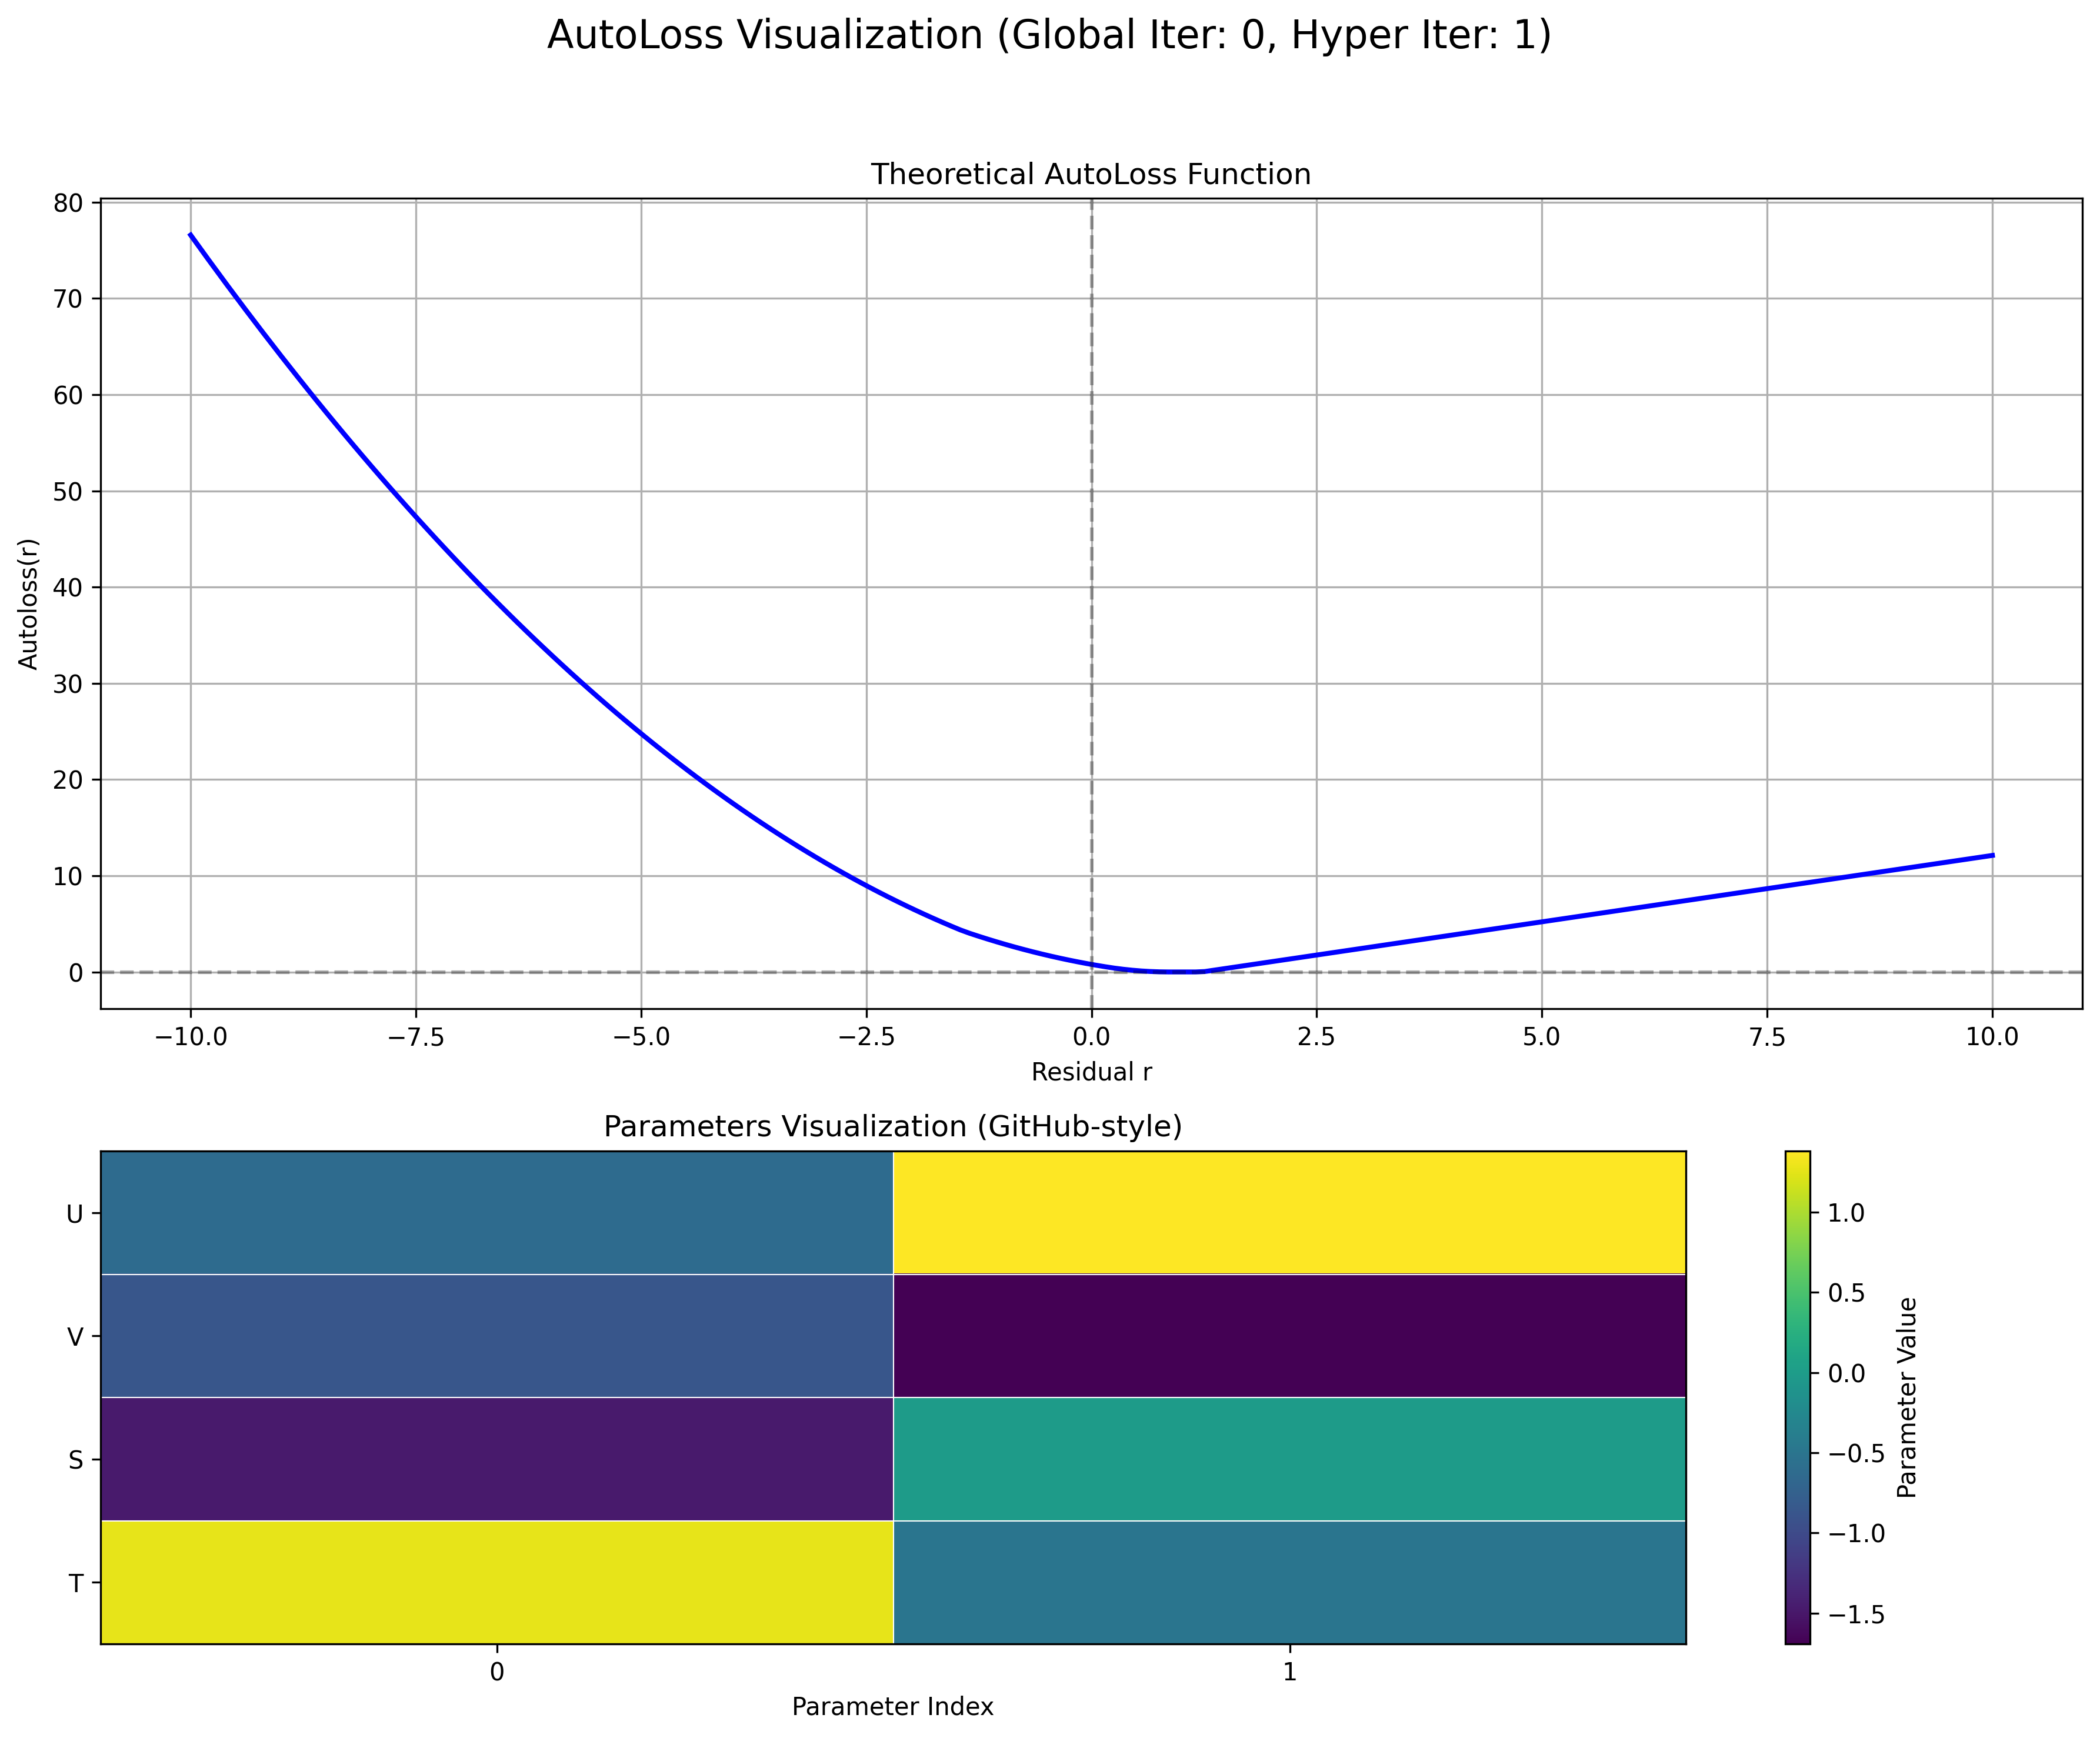 AutoLoss Visualization (Global Iter: 0, Hyper Iter: 1)
Theoretical AutoLoss Function
80
70
60
50
40
30
20
10
0
Autoloss(r)
−10.0 −7.5 −5.0 −2.5 0.0 2.5 5.0 7.5 10.0
Residual r
Parameters Visualization (GitHub-style)
U
V
S
T
0 1
Parameter Index
1.0
0.5
0.0
−0.5
−1.0
−1.5
Parameter Value